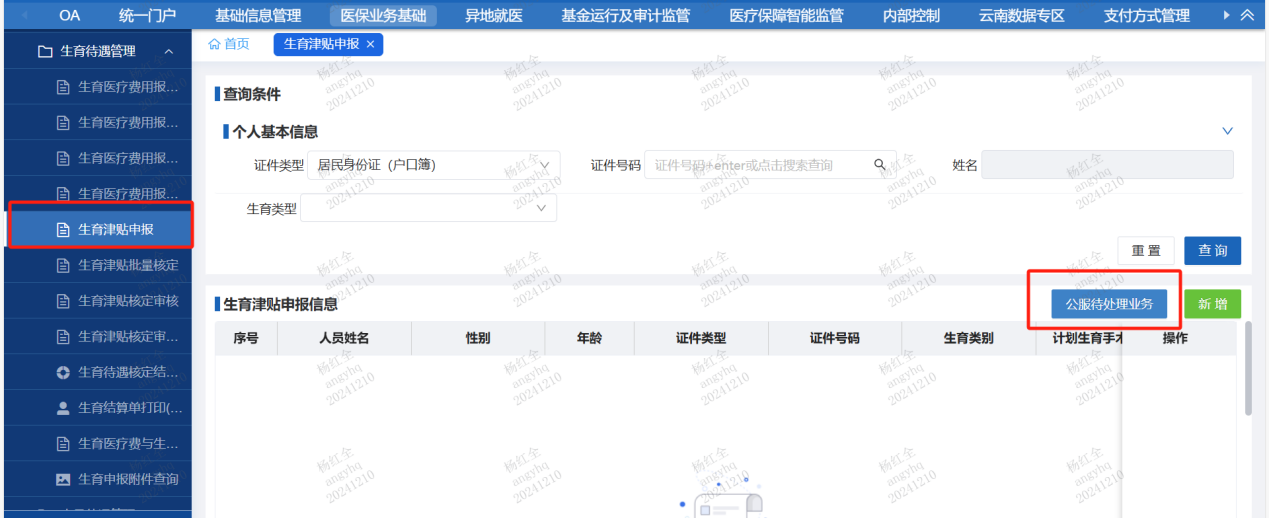 OA 统一门户 基础信息管理 医保业务基础 异地就医 基金运行及审计监管 医疗保障智能监管 内部控制 云南数据专区 支付方式管理
生育待遇管理
首页 生育津贴申报 ×
生育医疗费用报...
生育医疗费用报...
生育医疗费用报...
生育医疗费用报...
生育津贴申报
生育津贴批量核定
生育津贴核定审核
生育津贴核定审...
生育待遇核定结...
生育结算单打印(...
生育医疗费与生...
生育申报附件查询
查询条件
个人基本信息
证件类型 居民身份证（户口簿） 证件号码 证件号码+enter或点击搜索查询 姓名
生育类型
重置 查询
生育津贴申报信息 公服待处理业务 新增
序号 人员姓名 性别 年龄 证件类型 证件号码 生育类别 计划生育手术 操作
杨红全
angyhq
20241210